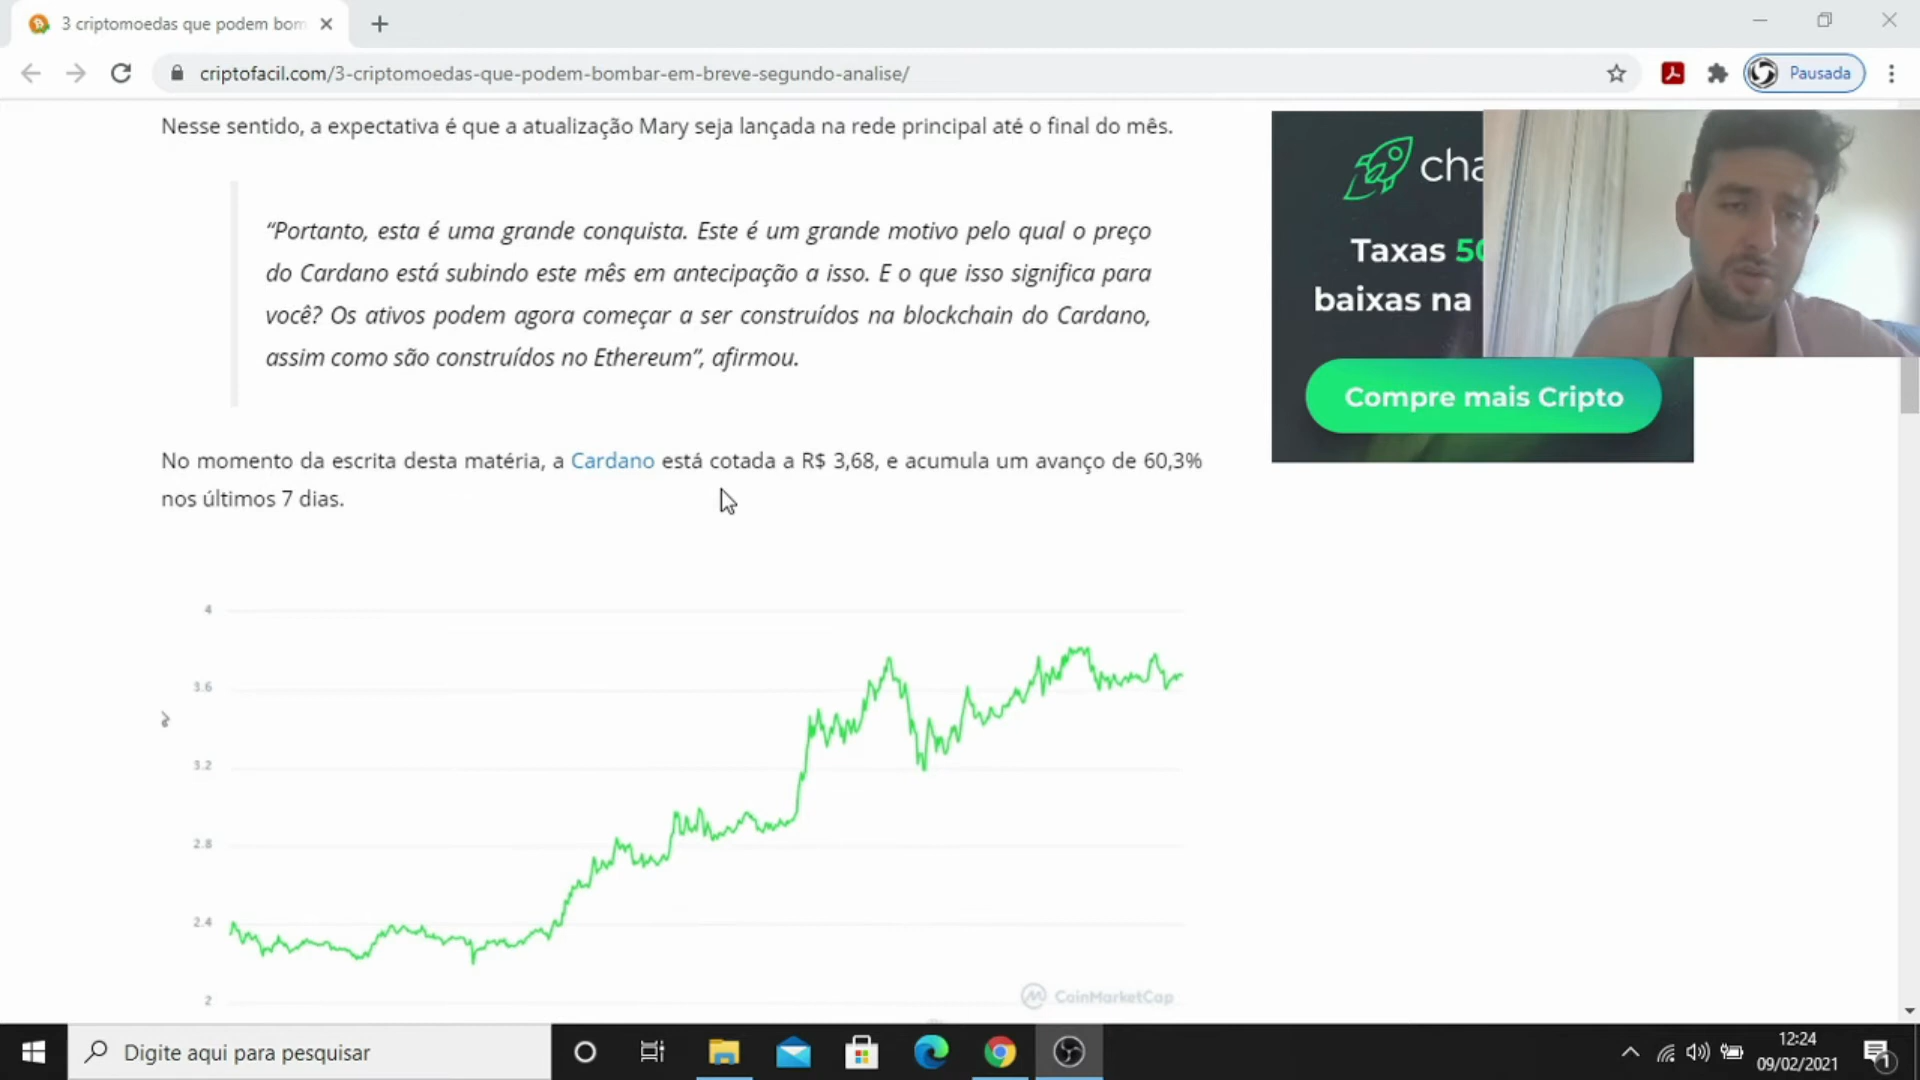 3 criptomoedas que podem bom
criptofacil.com/3-criptomoedas-que-podem-bombar-em-breve-segundo-analise/
Pausada
Nesse sentido, a expectativa é que a atualização Mary seja lançada na rede principal até o final do mês.
“Portanto, esta é uma grande conquista. Este é um grande motivo pelo qual o preço
do Cardano está subindo este mês em antecipação a isso. E o que isso significa para
você? Os ativos podem agora começar a ser construídos na blockchain do Cardano,
assim como são construídos no Ethereum”, afirmou.
No momento da escrita desta matéria, a Cardano está cotada a R$ 3,68, e acumula um avanço de 60,3%
nos últimos 7 dias.
4
3.6
3.2
2.8
2.4
2
CoinMarketCap
cha
Taxas 50
baixas na
Compre mais Cripto
Digite aqui para pesquisar
12:24
09/02/2021
1